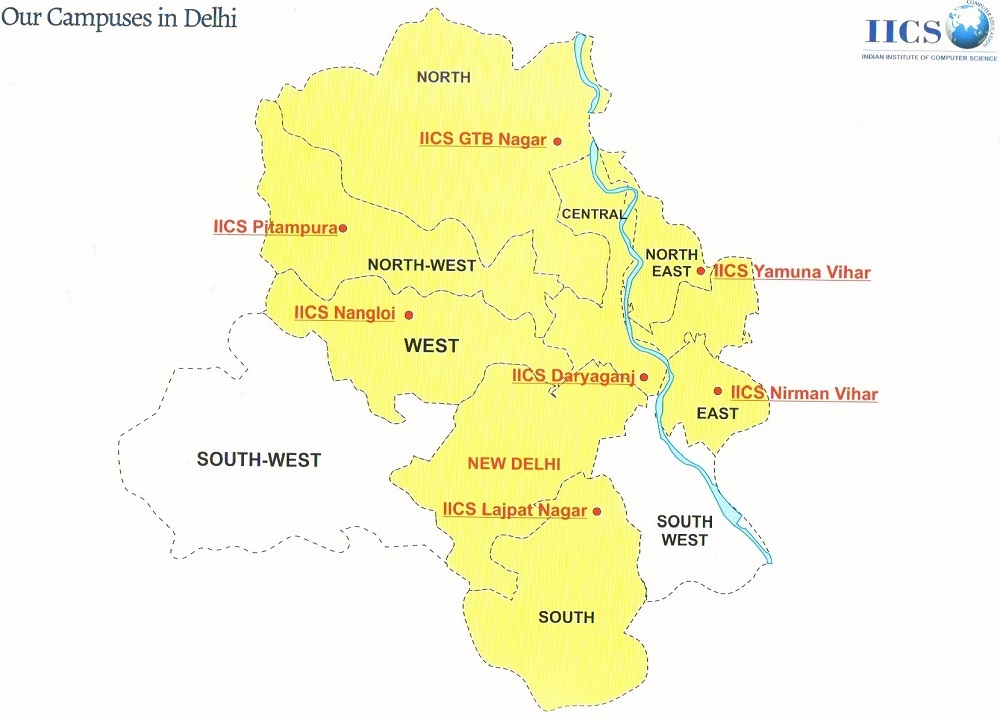 Our Campuses in Delhi
IICS
COMPUTER EDUCATION
INDIAN INSTITUTE OF COMPUTER SCIENCE
NORTH
IICS GTB Nagar
CENTRAL
IICS Pitampura
NORTH-WEST
NORTH
EAST
IICS Yamuna Vihar
IICS Nangloi
WEST
IICS Daryaganj
IICS Nirman Vihar
EAST
SOUTH-WEST
NEW DELHI
IICS Lajpat Nagar
SOUTH
WEST
SOUTH